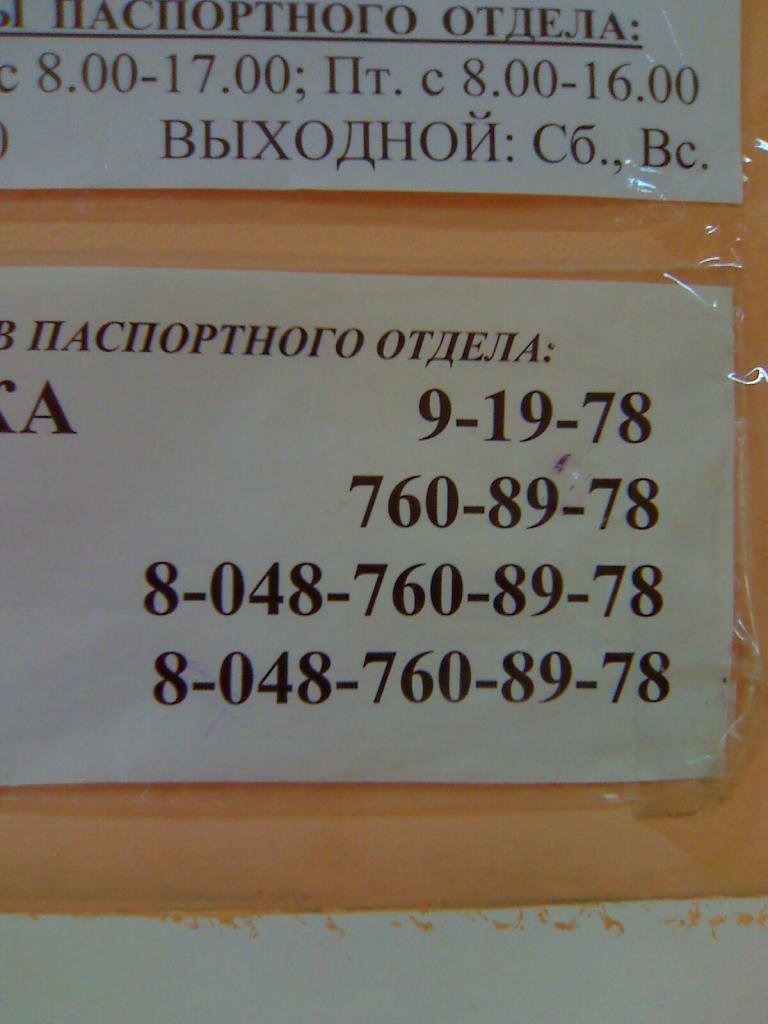 Ы ПАСПОРТНОГО ОТДЕЛА:
с 8.00-17.00; Пт. с 8.00-16.00
0 ВЫХОДНОЙ: Сб., Вс.
В ПАСПОРТНОГО ОТДЕЛА:
КА 9-19-78
760-89-78
8-048-760-89-78
8-048-760-89-78